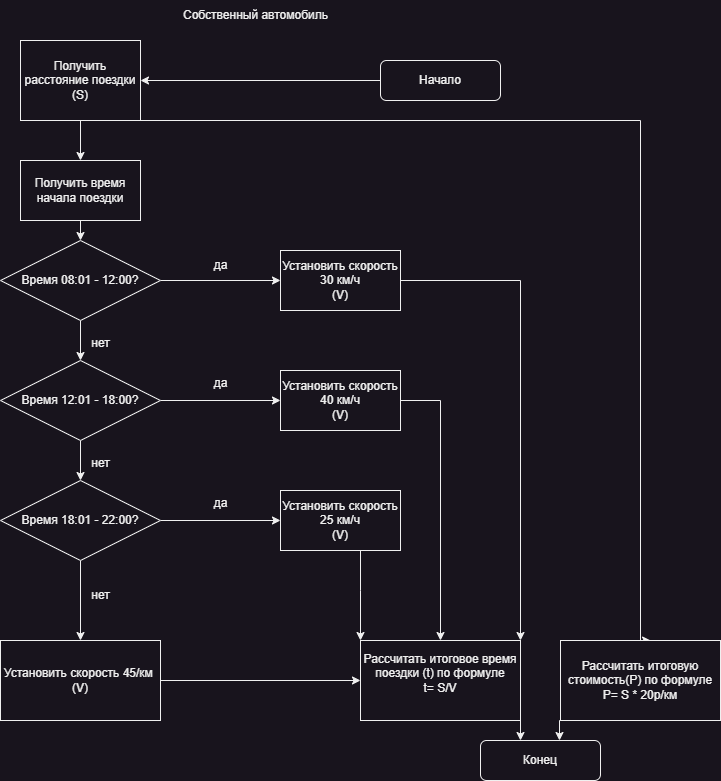 Собственный автомобиль
Получить
расстояние поездки
(S)
Начало
Получить время
начала поездки
Время 08:01 - 12:00?
да
Установить скорость
30 км/ч
(V)
нет
Время 12:01 - 18:00?
да
Установить скорость
40 км/ч
(V)
нет
Время 18:01 - 22:00?
да
Установить скорость
25 км/ч
(V)
нет
Установить скорость 45/км
(V)
Рассчитать итоговое время
поездки (t) по формуле
t= S/V
Рассчитать итоговую
стоимость(P) по формуле
P= S * 20р/км
Конец